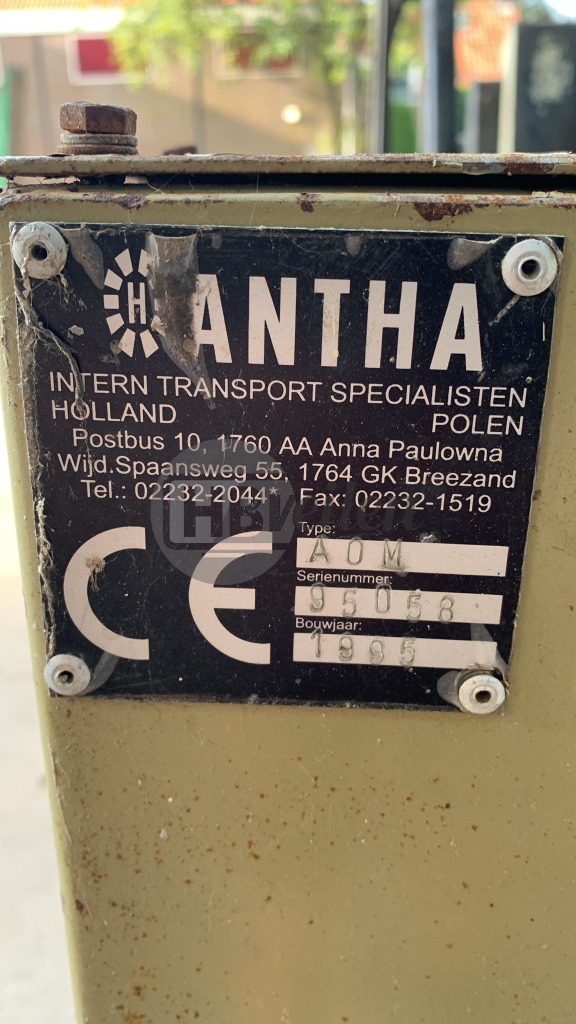 H ANTHA
INTERN TRANSPORT SPECIALISTEN
HOLLAND POLEN
Postbus 10, 1760 AA Anna Paulowna
Wijd.Spaansweg 55, 1764 GK Breezand
Tel.: 02232-2044* Fax: 02232-1519
CE
Type:
AOM
Serienummer:
95058
Bouwjaar:
1995